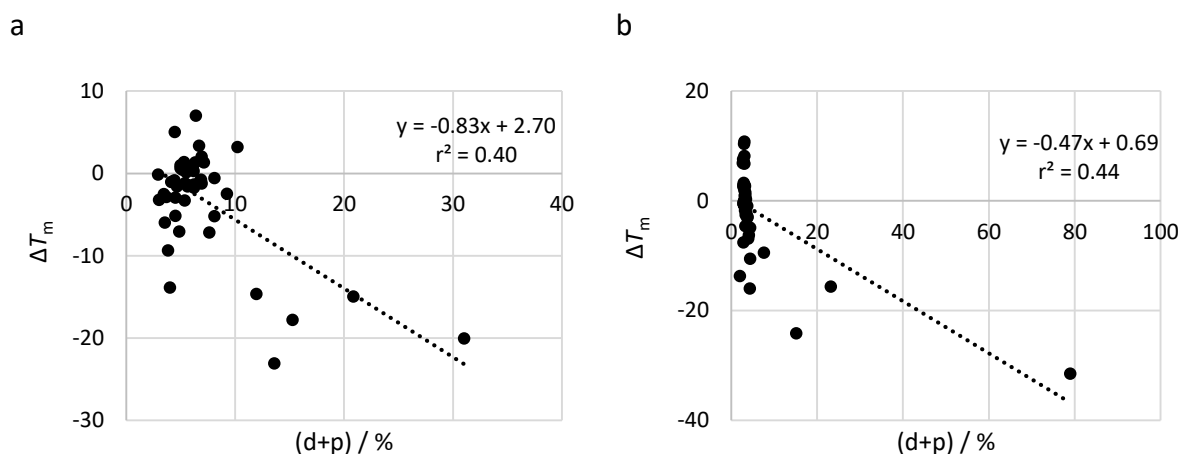 a
10
0
-10
-20
-30
0
10
20
30
40
y = -0.83x + 2.70
r² = 0.40
ΔTm
(d+p) / %
b
20
0
-20
-40
0
20
40
60
80
100
y = -0.47x + 0.69
r² = 0.44
ΔTm
(d+p) / %